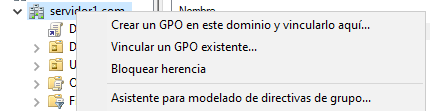 servidor1.com
Nombre
Crear un GPO en este dominio y vincularlo aquí...
Vincular un GPO existente...
Bloquear herencia
Asistente para modelado de directivas de grupo...
D
D
U
C
F